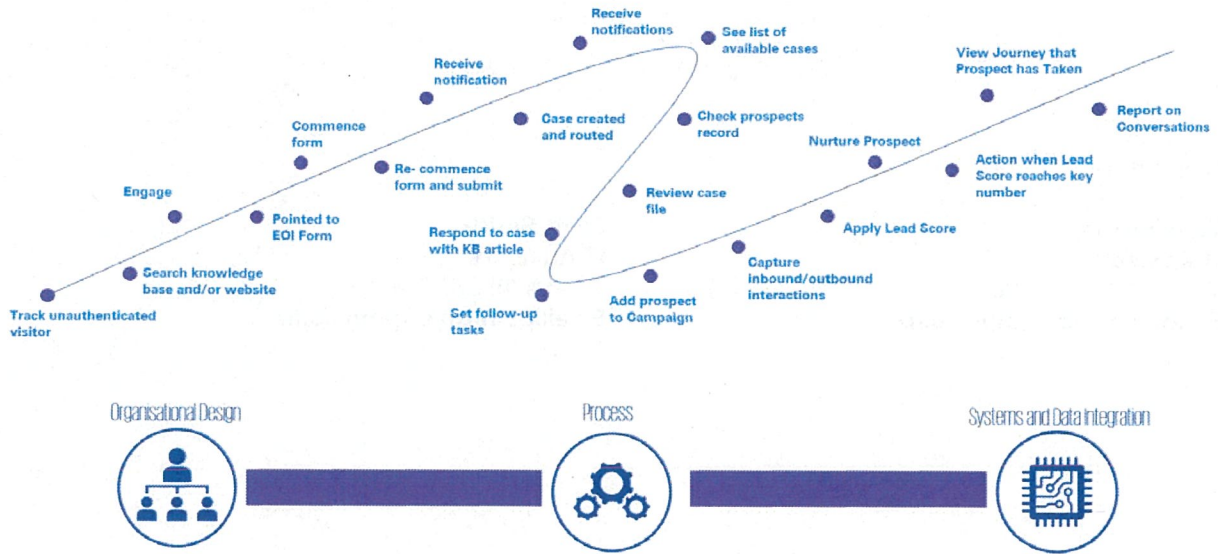 Track unauthenticated
visitor
Search knowledge
base and/or website
Engage
Pointed to
EOI Form
Commence
form
Re- commence
form and submit
Receive
notification
Case created
and routed
Receive
notifications
See list of
available cases
Check prospects
record
Review case
file
Respond to case
with KB article
Set follow-up
tasks
Add prospect
to Campaign
Capture
inbound/outbound
interactions
Apply Lead Score
Nurture Prospect
Action when Lead
Score reaches key
number
View Journey that
Prospect has Taken
Report on
Conversations
Organisational Design
Process
Systems and Data Integration